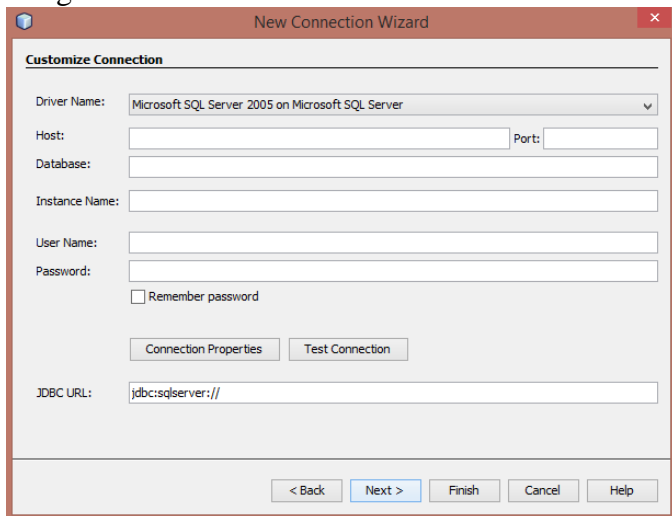 New Connection Wizard
Customize Connection
Driver Name: Microsoft SQL Server 2005 on Microsoft SQL Server
Host: Port:
Database:
Instance Name:
User Name:
Password:
Remember password
Connection Properties Test Connection
JDBC URL: jdbc:sqlserver://
< Back Next > Finish Cancel Help